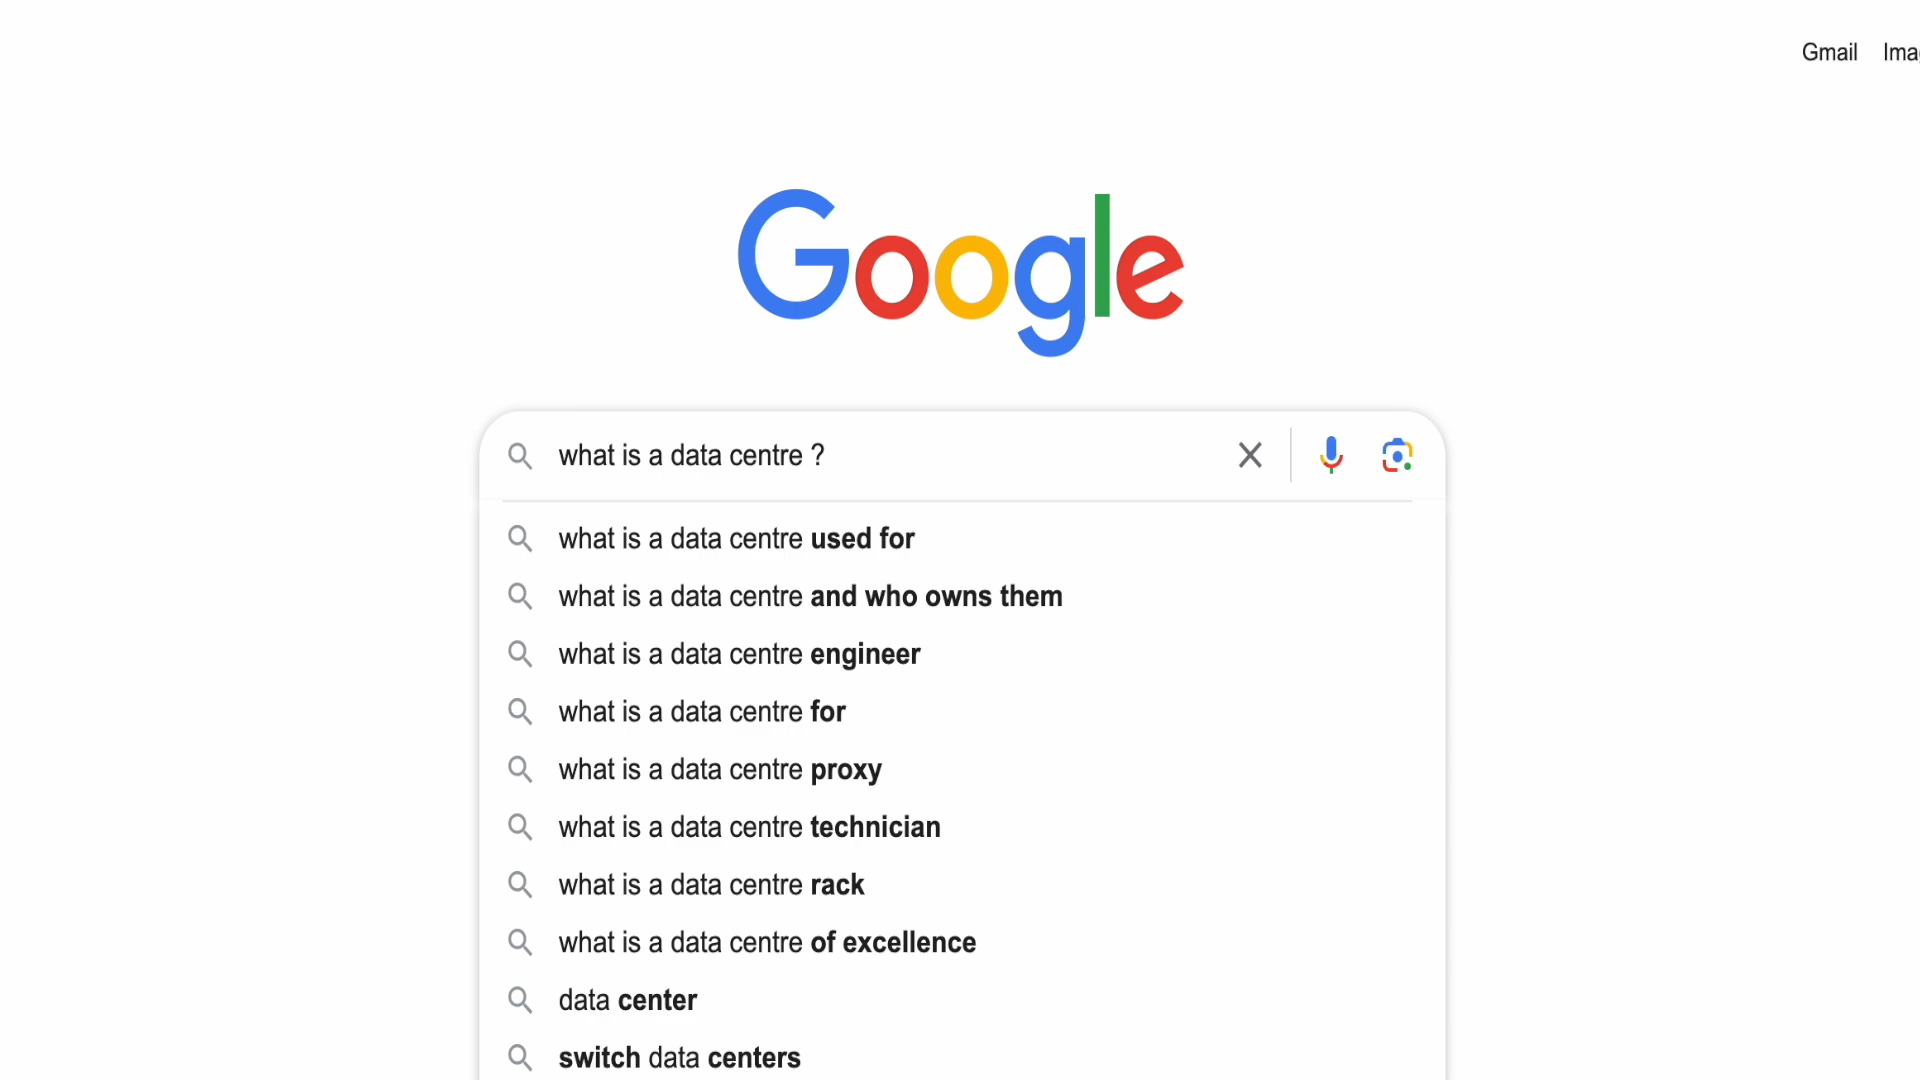 Gmail Ima
Google
what is a data centre ?
what is a data centre used for
what is a data centre and who owns them
what is a data centre engineer
what is a data centre for
what is a data centre proxy
what is a data centre technician
what is a data centre rack
what is a data centre of excellence
data center
switch data centers